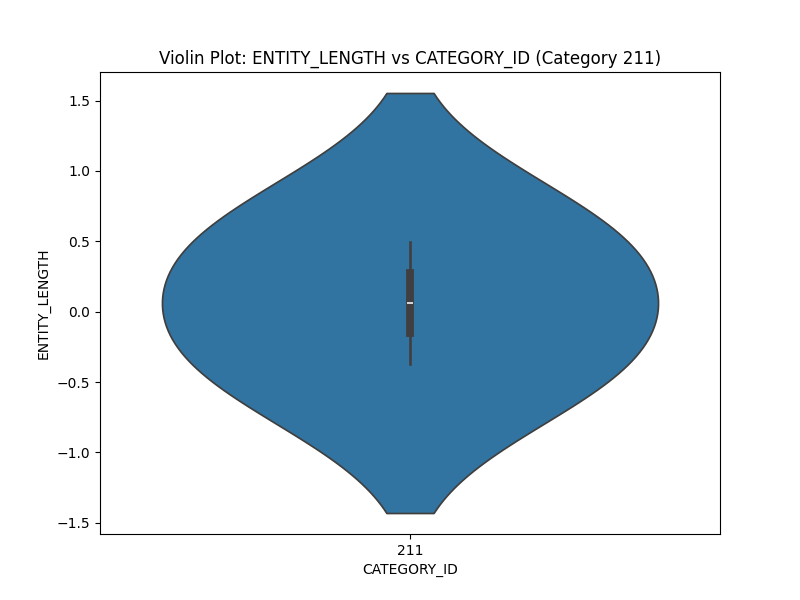 Violin Plot: ENTITY_LENGTH vs CATEGORY_ID (Category 211)
1.5
1.0
0.5
0.0
−0.5
−1.0
−1.5
ENTITY_LENGTH
211
CATEGORY_ID